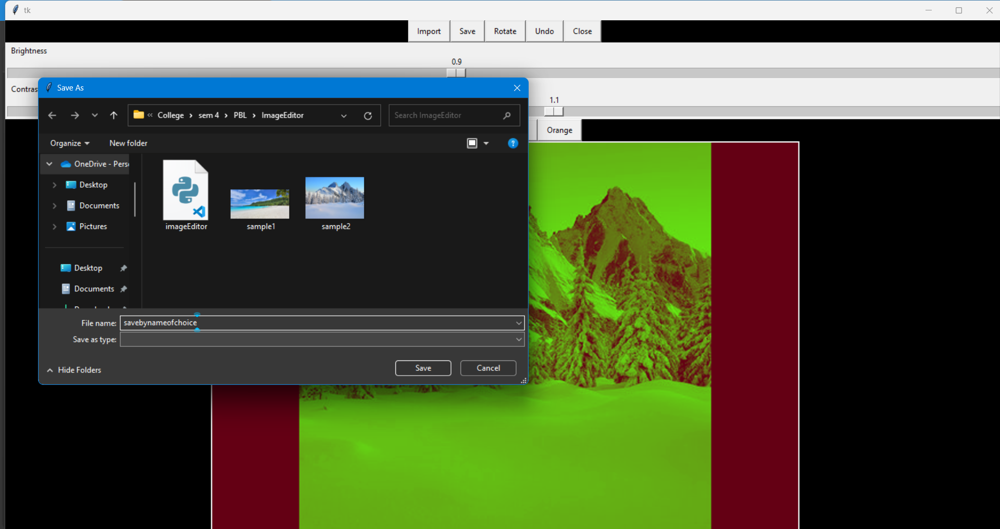 tk
Import Save Rotate Undo Close
Brightness
0.9
Contras
1.1
Orange
Save As
« College › sem 4 › PBL › ImageEditor
Search ImageEditor
Organize New folder
OneDrive - Pers
Desktop
Documents
Pictures
Desktop
Documents
imageEditor
sample1
sample2
File name: savebynameofchoice
Save as type:
Hide Folders
Save Cancel